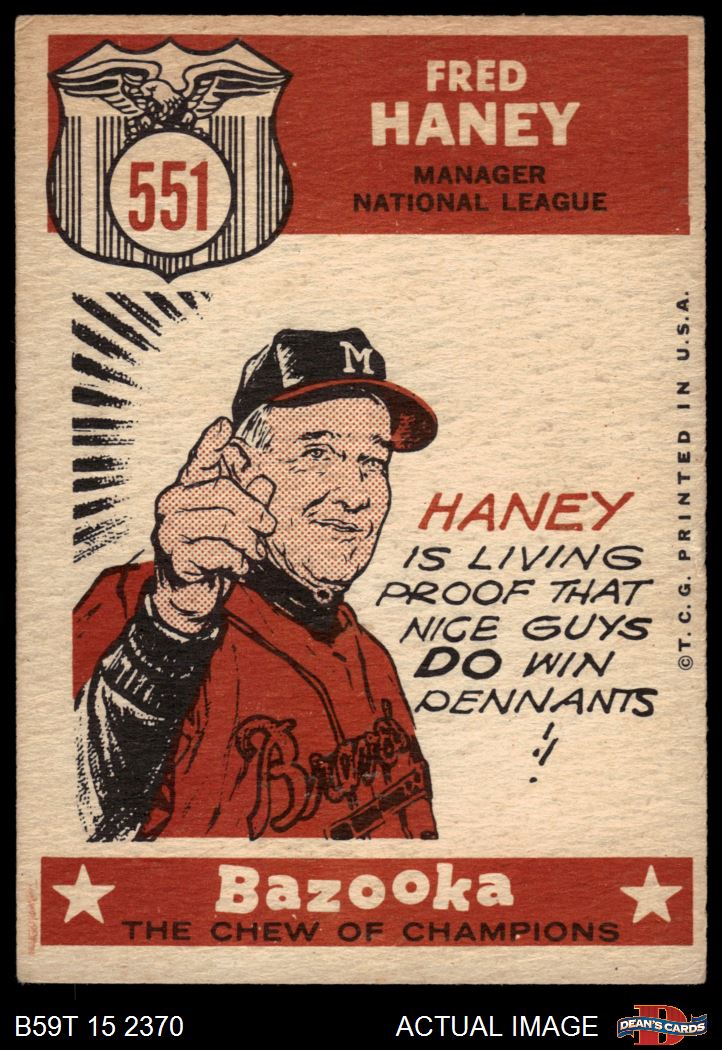 551
FRED
HANEY
MANAGER
NATIONAL LEAGUE
M
HANEY
IS LIVING
PROOF THAT
NICE GUYS
DO WIN
PENNANTS
!!
Braves
© T. C. G. PRINTED IN U.S.A.
Bazooka
THE CHEW OF CHAMPIONS
B59T 15 2370
ACTUAL IMAGE
D
DEAN'S CARDS